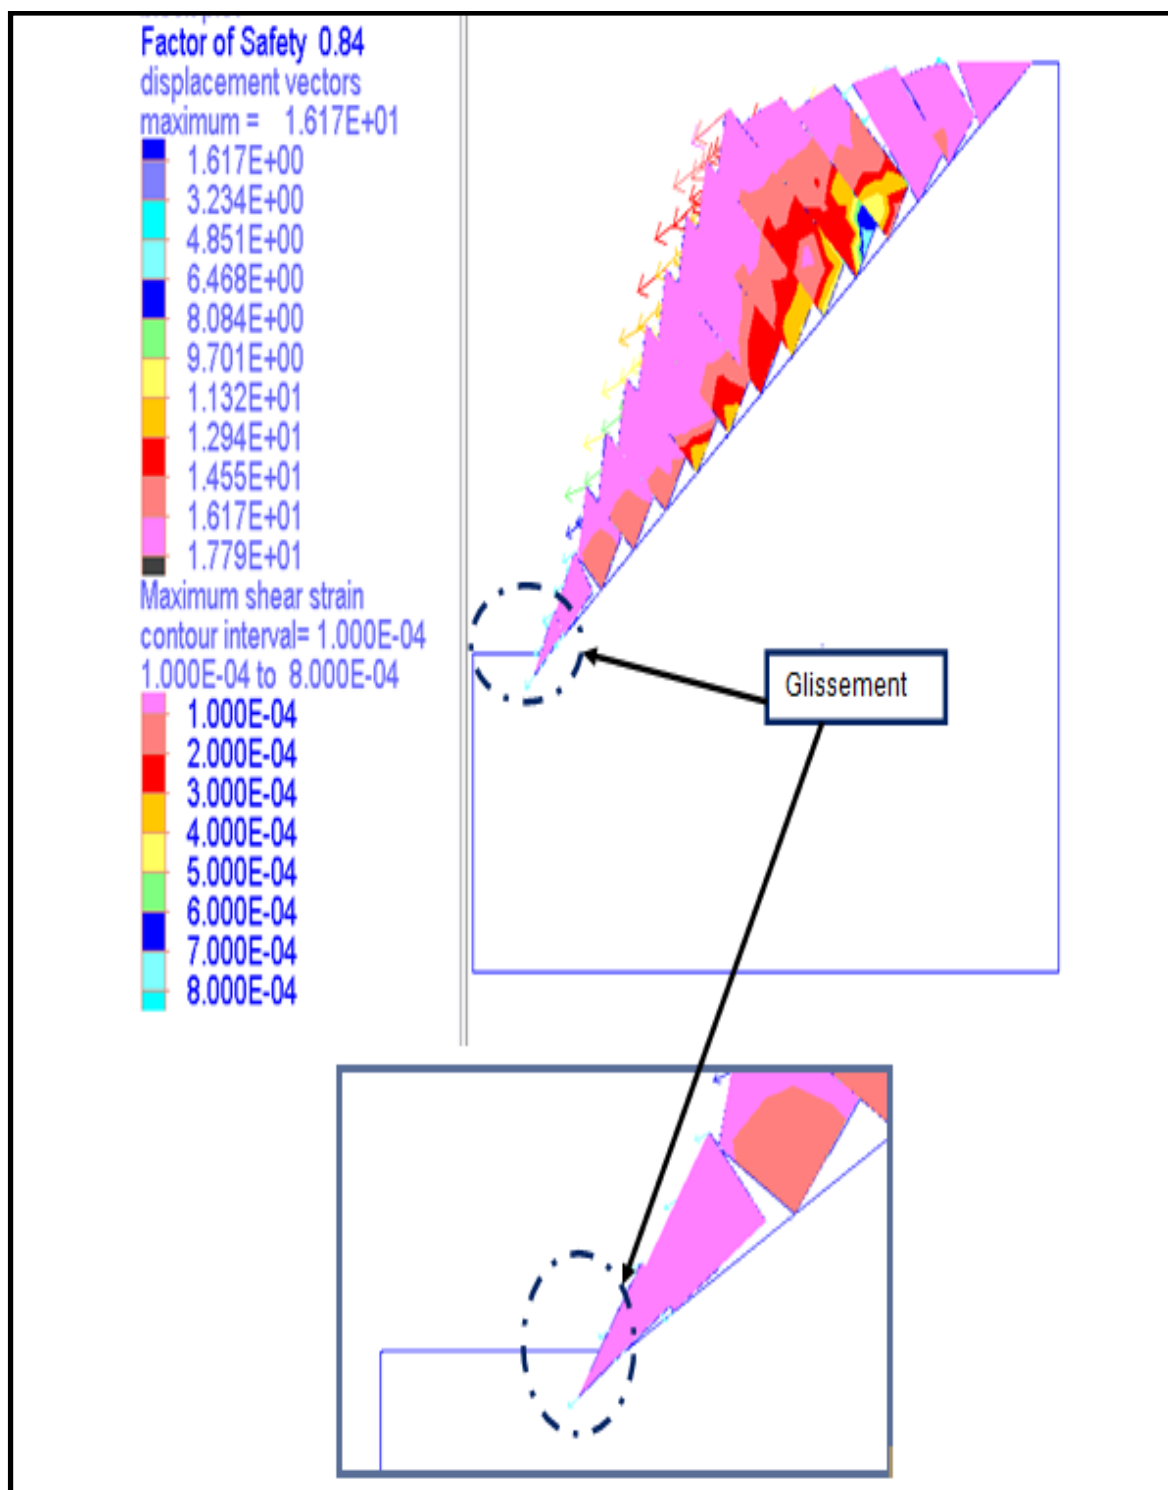 Factor of Safety 0.84
displacement vectors
maximum = 1.617E+01
1.617E+00
3.234E+00
4.851E+00
6.468E+00
8.084E+00
9.701E+00
1.132E+01
1.294E+01
1.455E+01
1.617E+01
1.779E+01
Maximum shear strain
contour interval= 1.000E-04
1.000E-04 to 8.000E-04
1.000E-04
2.000E-04
3.000E-04
4.000E-04
5.000E-04
6.000E-04
7.000E-04
8.000E-04
Glissement